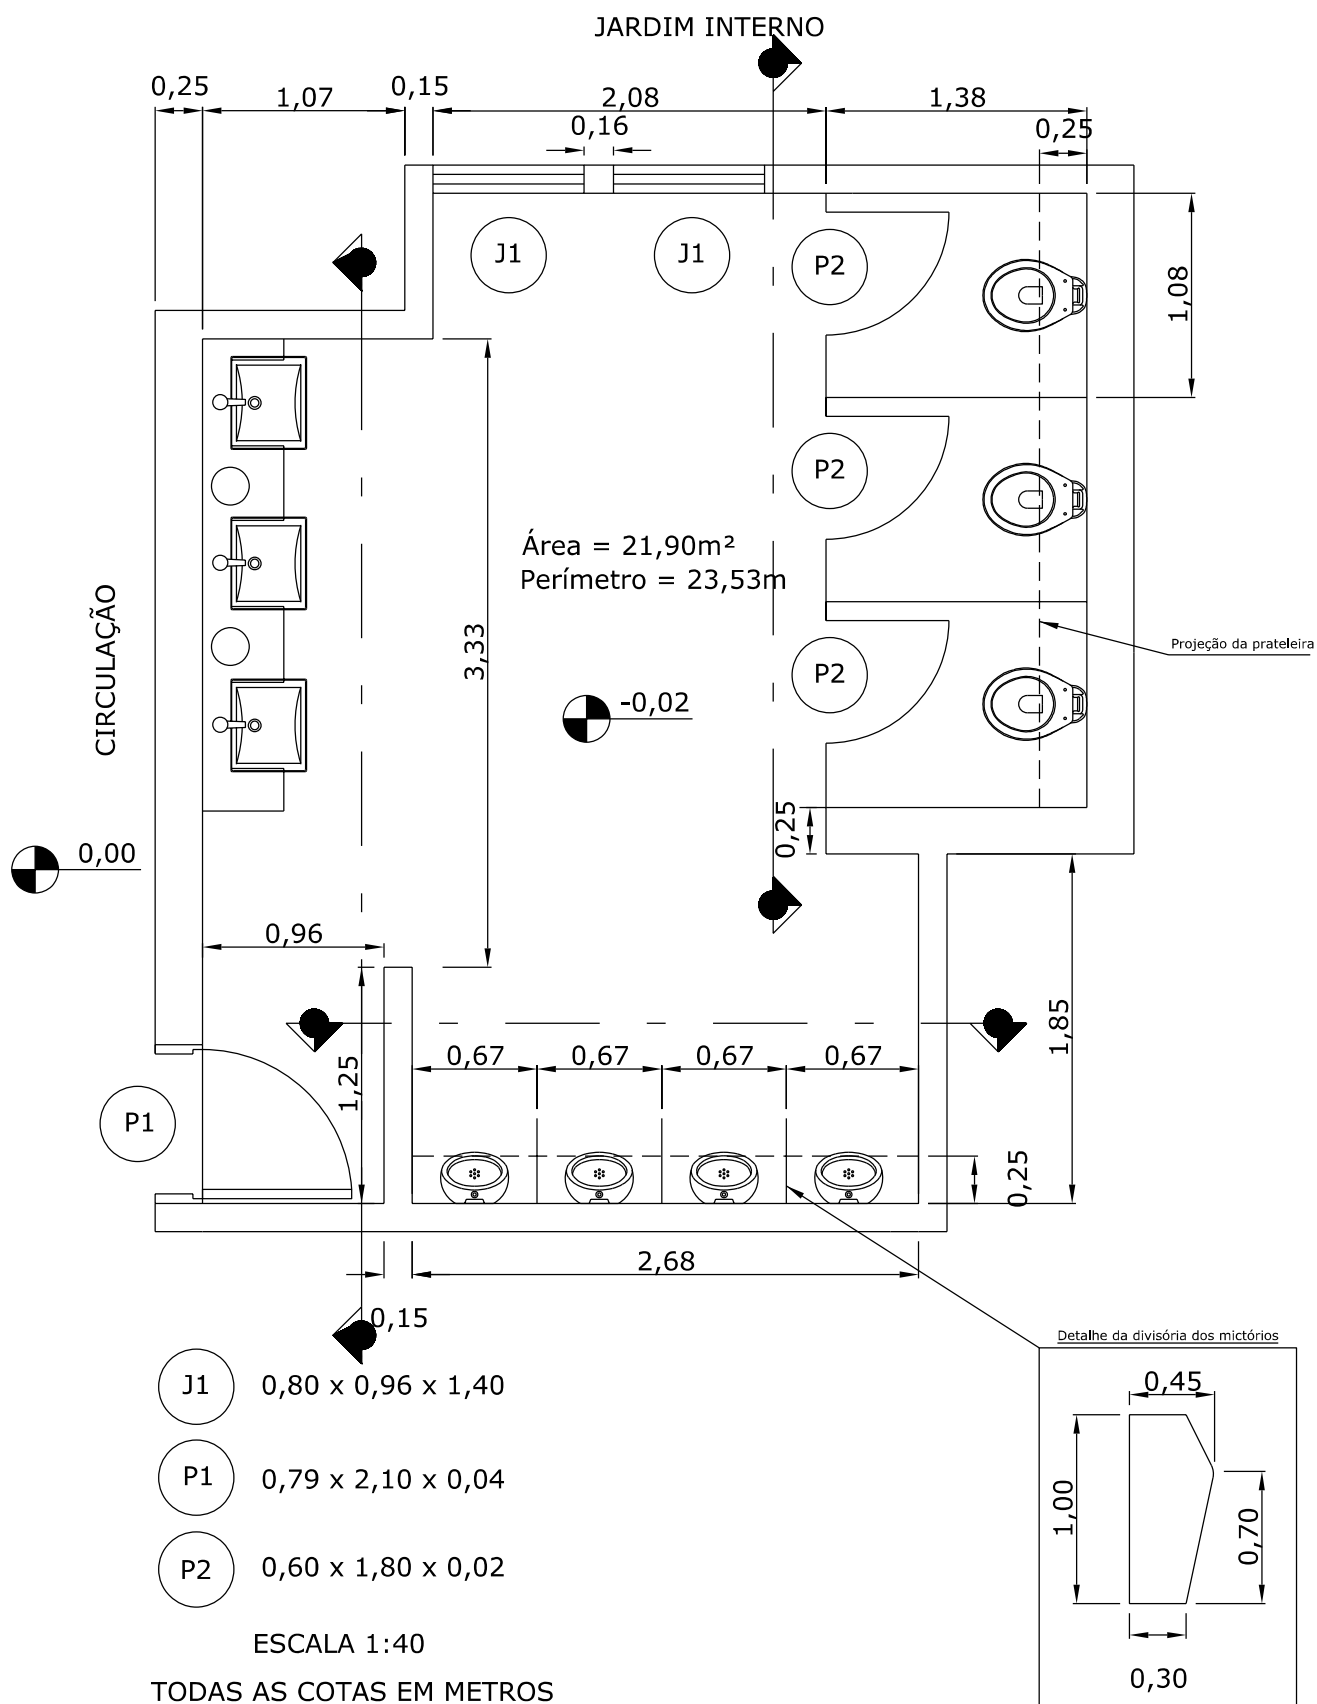 JARDIM INTERNO
0,25
1,07
0,15
2,08
1,38
0,16
0,25
J1
J1
P2
1,08
P2
Área = 21,90m²
Perímetro = 23,53m
CIRCULAÇÃO
3,33
Projeção da prateleira
P2
-0,02
0,25
0,00
0,96
1,85
0,67
0,67
0,67
0,67
1,25
P1
0,25
2,68
0,15
Detalhe da divisória dos mictórios
J1
0,80 x 0,96 x 1,40
0,45
P1
0,79 x 2,10 x 0,04
1,00
0,70
P2
0,60 x 1,80 x 0,02
ESCALA 1:40
0,30
TODAS AS COTAS EM METROS